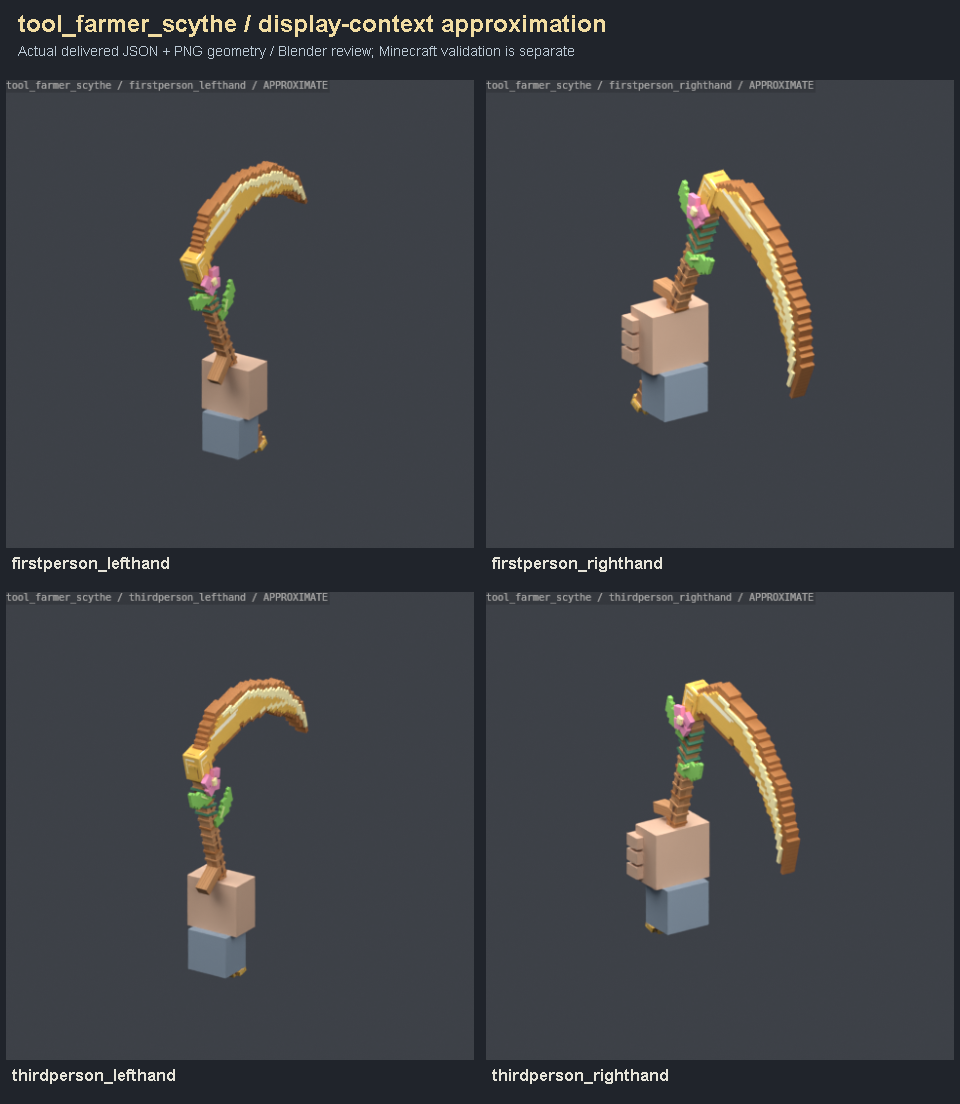 tool_farmer_scythe / display-context approximation
Actual delivered JSON + PNG geometry / Blender review; Minecraft validation is separate
tool_farmer_scythe / firstperson_lefthand / APPROXIMATE
tool_farmer_scythe / firstperson_righthand / APPROXIMATE
firstperson_lefthand
firstperson_righthand
tool_farmer_scythe / thirdperson_lefthand / APPROXIMATE
tool_farmer_scythe / thirdperson_righthand / APPROXIMATE
thirdperson_lefthand
thirdperson_righthand